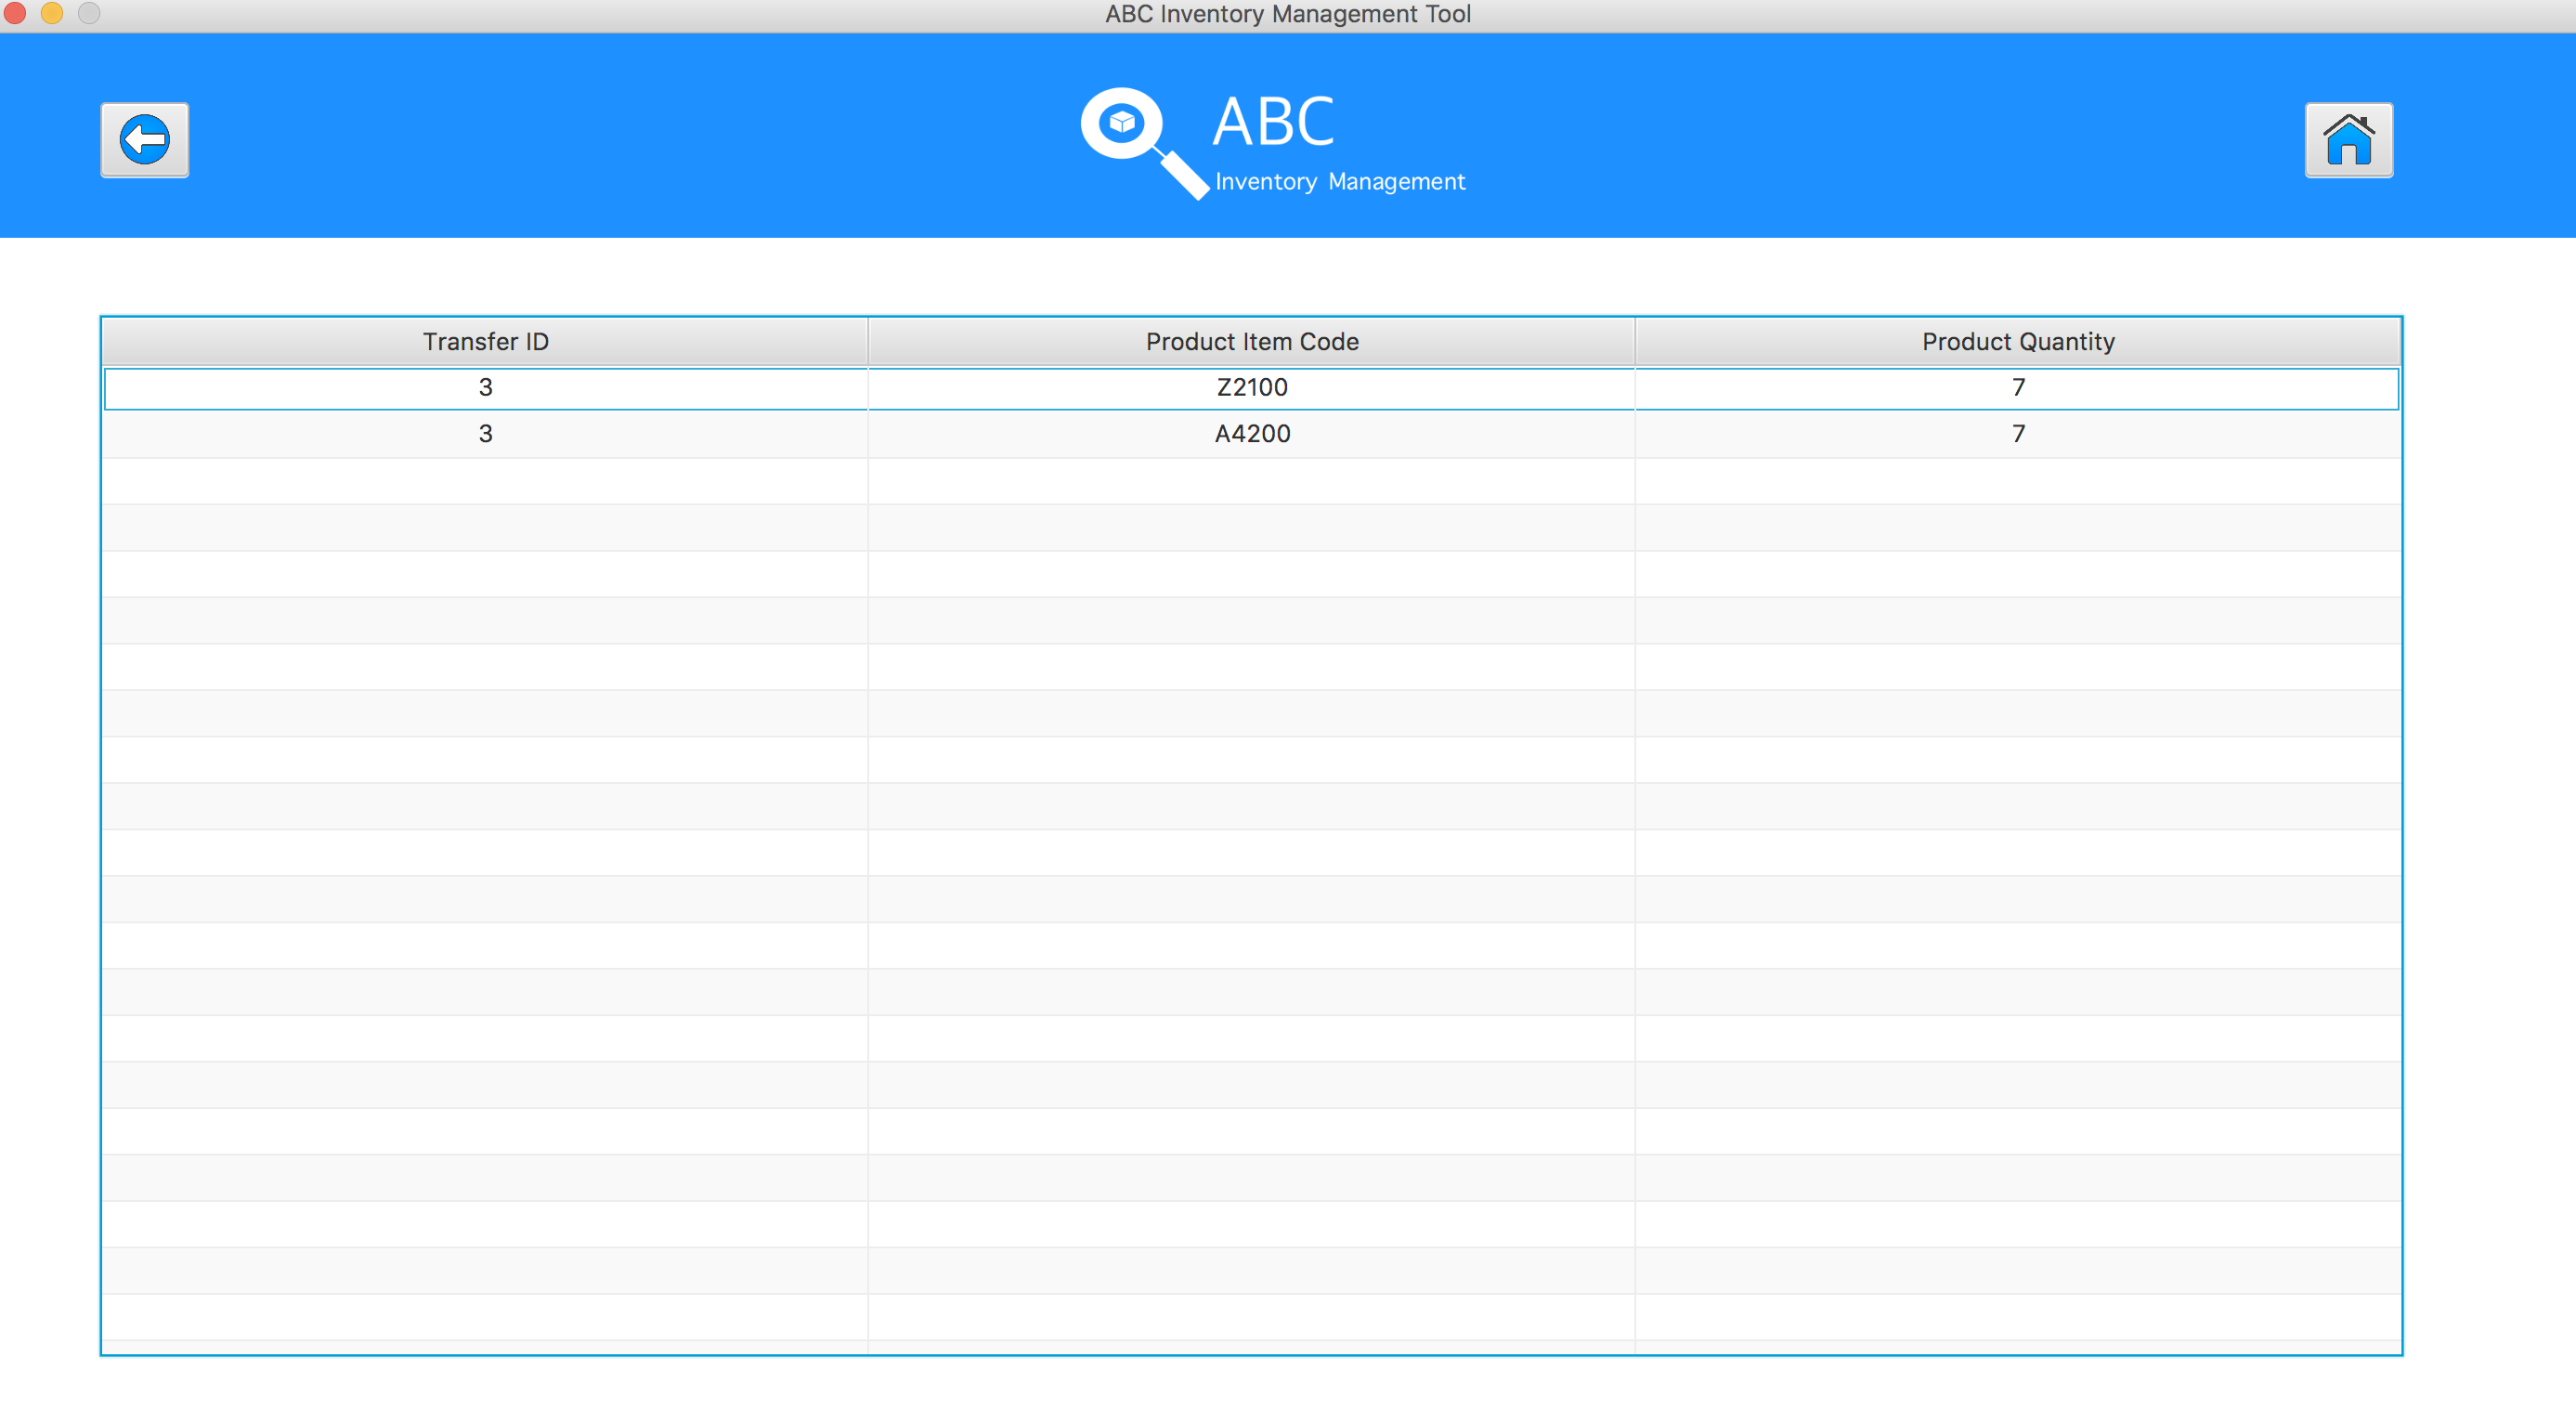 ABC Inventory Management Tool
ABC
Inventory Management
Transfer ID Product Item Code Product Quantity
3 Z2100 7
3 A4200 7